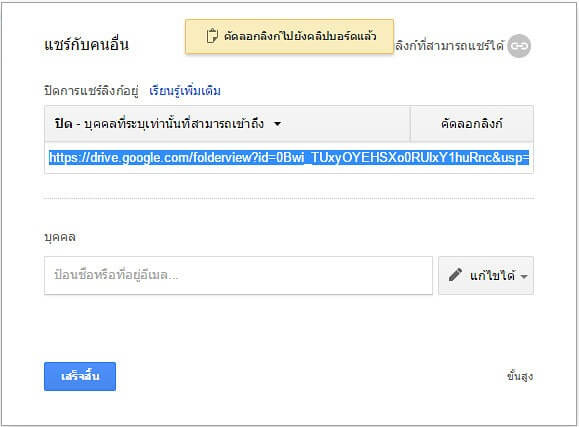 คัดลอกลิงก์ไปยังคลิปบอร์ดแล้ว
แชร์กับคนอื่น
ลิงก์ที่สามารถแชร์ได้
ปิดการแชร์ลิงก์อยู่ เรียนรู้เพิ่มเติม
ปิด - บุคคลที่ระบุเท่านั้นที่สามารถเข้าถึง คัดลอกลิงก์
https://drive.google.com/folderview?id=0Bwi_TUxyOYEHSXo0RUlxY1huRnc&usp=
บุคคล
ป้อนชื่อหรือที่อยู่อีเมล... แก้ไขได้
เสร็จสิ้น ขั้นสูง